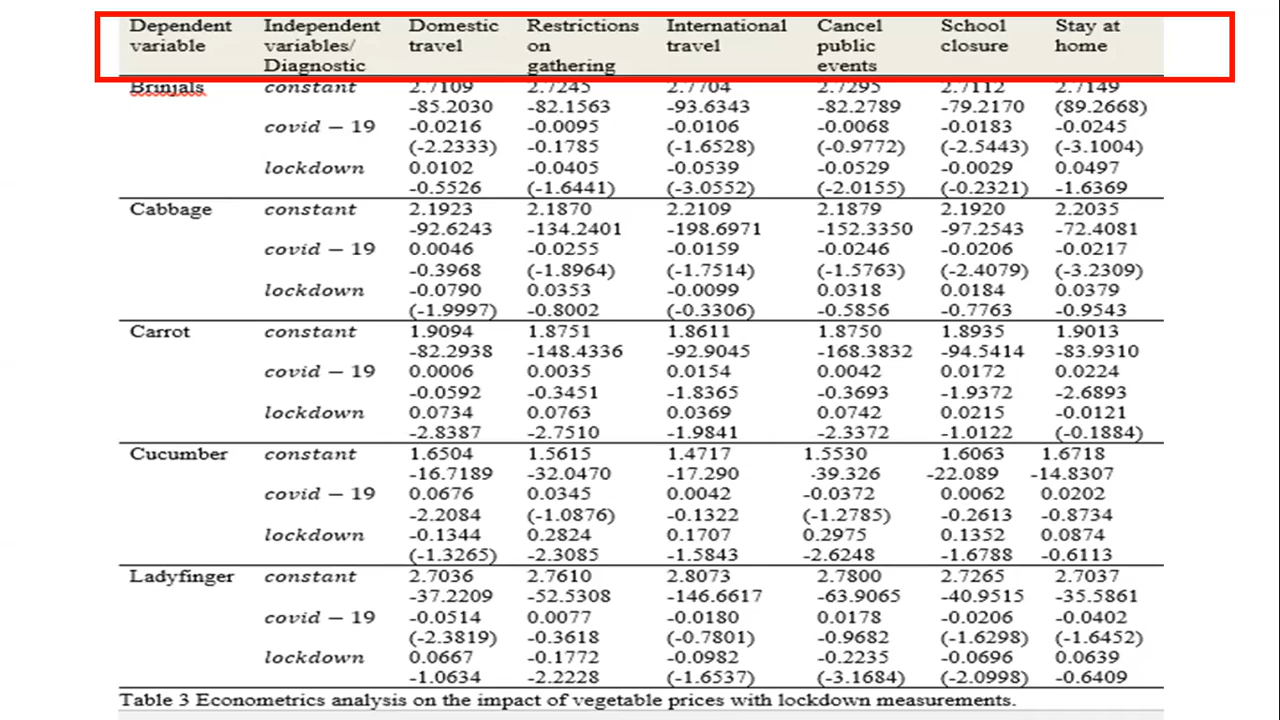 Dependent variable Independent variables/ Diagnostic Domestic travel Restrictions on gathering International travel Cancel public events School closure Stay at home
Brinjals constant 2.7109 2.7245 2.7704 2.7295 2.7112 2.7149
-85.2030 -82.1563 -93.6343 -82.2789 -79.2170 (89.2668)
covid − 19 -0.0216 -0.0095 -0.0106 -0.0068 -0.0183 -0.0245
(-2.2333) -0.1785 (-1.6528) (-0.9772) (-2.5443) (-3.1004)
lockdown 0.0102 -0.0405 -0.0539 -0.0529 -0.0029 0.0497
-0.5526 (-1.6441) (-3.0552) (-2.0155) (-0.2321) -1.6369
Cabbage constant 2.1923 2.1870 2.2109 2.1879 2.1920 2.2035
-92.6243 -134.2401 -198.6971 -152.3350 -97.2543 -72.4081
covid − 19 0.0046 -0.0255 -0.0159 -0.0246 -0.0206 -0.0217
-0.3968 (-1.8964) (-1.7514) (-1.5763) (-2.4079) (-3.2309)
lockdown -0.0790 0.0353 -0.0099 0.0318 0.0184 0.0379
(-1.9997) -0.8002 (-0.3306) -0.5856 -0.7763 -0.9543
Carrot constant 1.9094 1.8751 1.8611 1.8750 1.8935 1.9013
-82.2938 -148.4336 -92.9045 -168.3832 -94.5414 -83.9310
covid − 19 0.0006 0.0035 0.0154 0.0042 0.0172 0.0224
-0.0592 -0.3451 -1.8365 -0.3693 -1.9372 -2.6893
lockdown 0.0734 0.0763 0.0369 0.0742 0.0215 -0.0121
-2.8387 -2.7510 -1.9841 -2.3372 -1.0122 (-0.1884)
Cucumber constant 1.6504 1.5615 1.4717 1.5530 1.6063 1.6718
-16.7189 -32.0470 -17.290 -39.326 -22.089 -14.8307
covid − 19 0.0676 0.0345 0.0042 -0.0372 0.0062 0.0202
-2.2084 (-1.0876) -0.1322 (-1.2785) -0.2613 -0.8734
lockdown -0.1344 0.2824 0.1707 0.2975 0.1352 0.0874
(-1.3265) -2.3085 -1.5843 -2.6248 -1.6788 -0.6113
Ladyfinger constant 2.7036 2.7610 2.8073 2.7800 2.7265 2.7037
-37.2209 -52.5308 -146.6617 -63.9065 -40.9515 -35.5861
covid − 19 -0.0514 0.0077 -0.0180 0.0178 -0.0206 -0.0402
(-2.3819) -0.3618 (-0.7801) -0.9682 (-1.6298) (-1.6452)
lockdown 0.0667 -0.1772 -0.0982 -0.2235 -0.0696 0.0639
-1.0634 -2.2228 (-1.6537) (-3.1684) (-2.0998) -0.6409
Table 3 Econometrics analysis on the impact of vegetable prices with lockdown measurements.